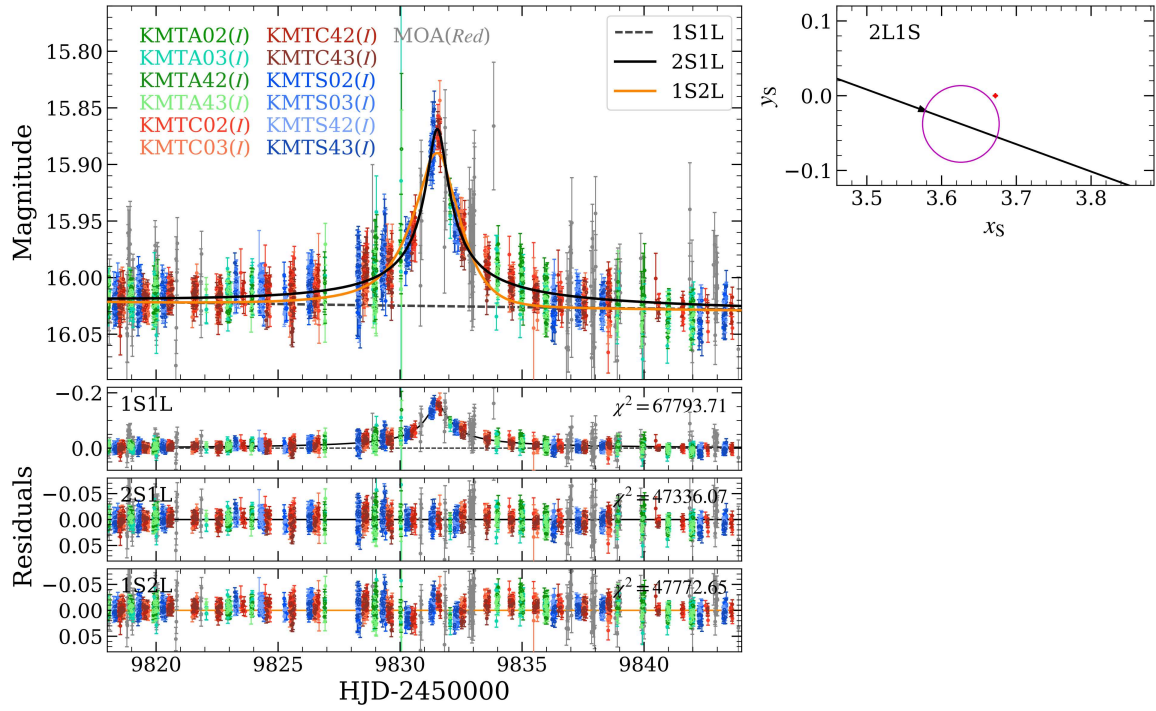 KMTA02(I) KMTC42(I) MOA(Red)
KMTA03(I) KMTC43(I)
KMTA42(I) KMTS02(I)
KMTA43(I) KMTS03(I)
KMTC02(I) KMTS42(I)
KMTC03(I) KMTS43(I)
1S1L
2S1L
1S2L
15.80
15.85
15.90
15.95
16.00
16.05
Magnitude
2L1S
0.0
−0.1
yS
3.5 3.6 3.7 3.8
xS
1S1L χ² = 67793.71
−0.2
0.0
2S1L χ² = 47336.07
−0.05
0.00
0.05
1S2L χ² = 47772.65
−0.05
0.00
0.05
Residuals
9820 9825 9830 9835 9840
HJD-2450000